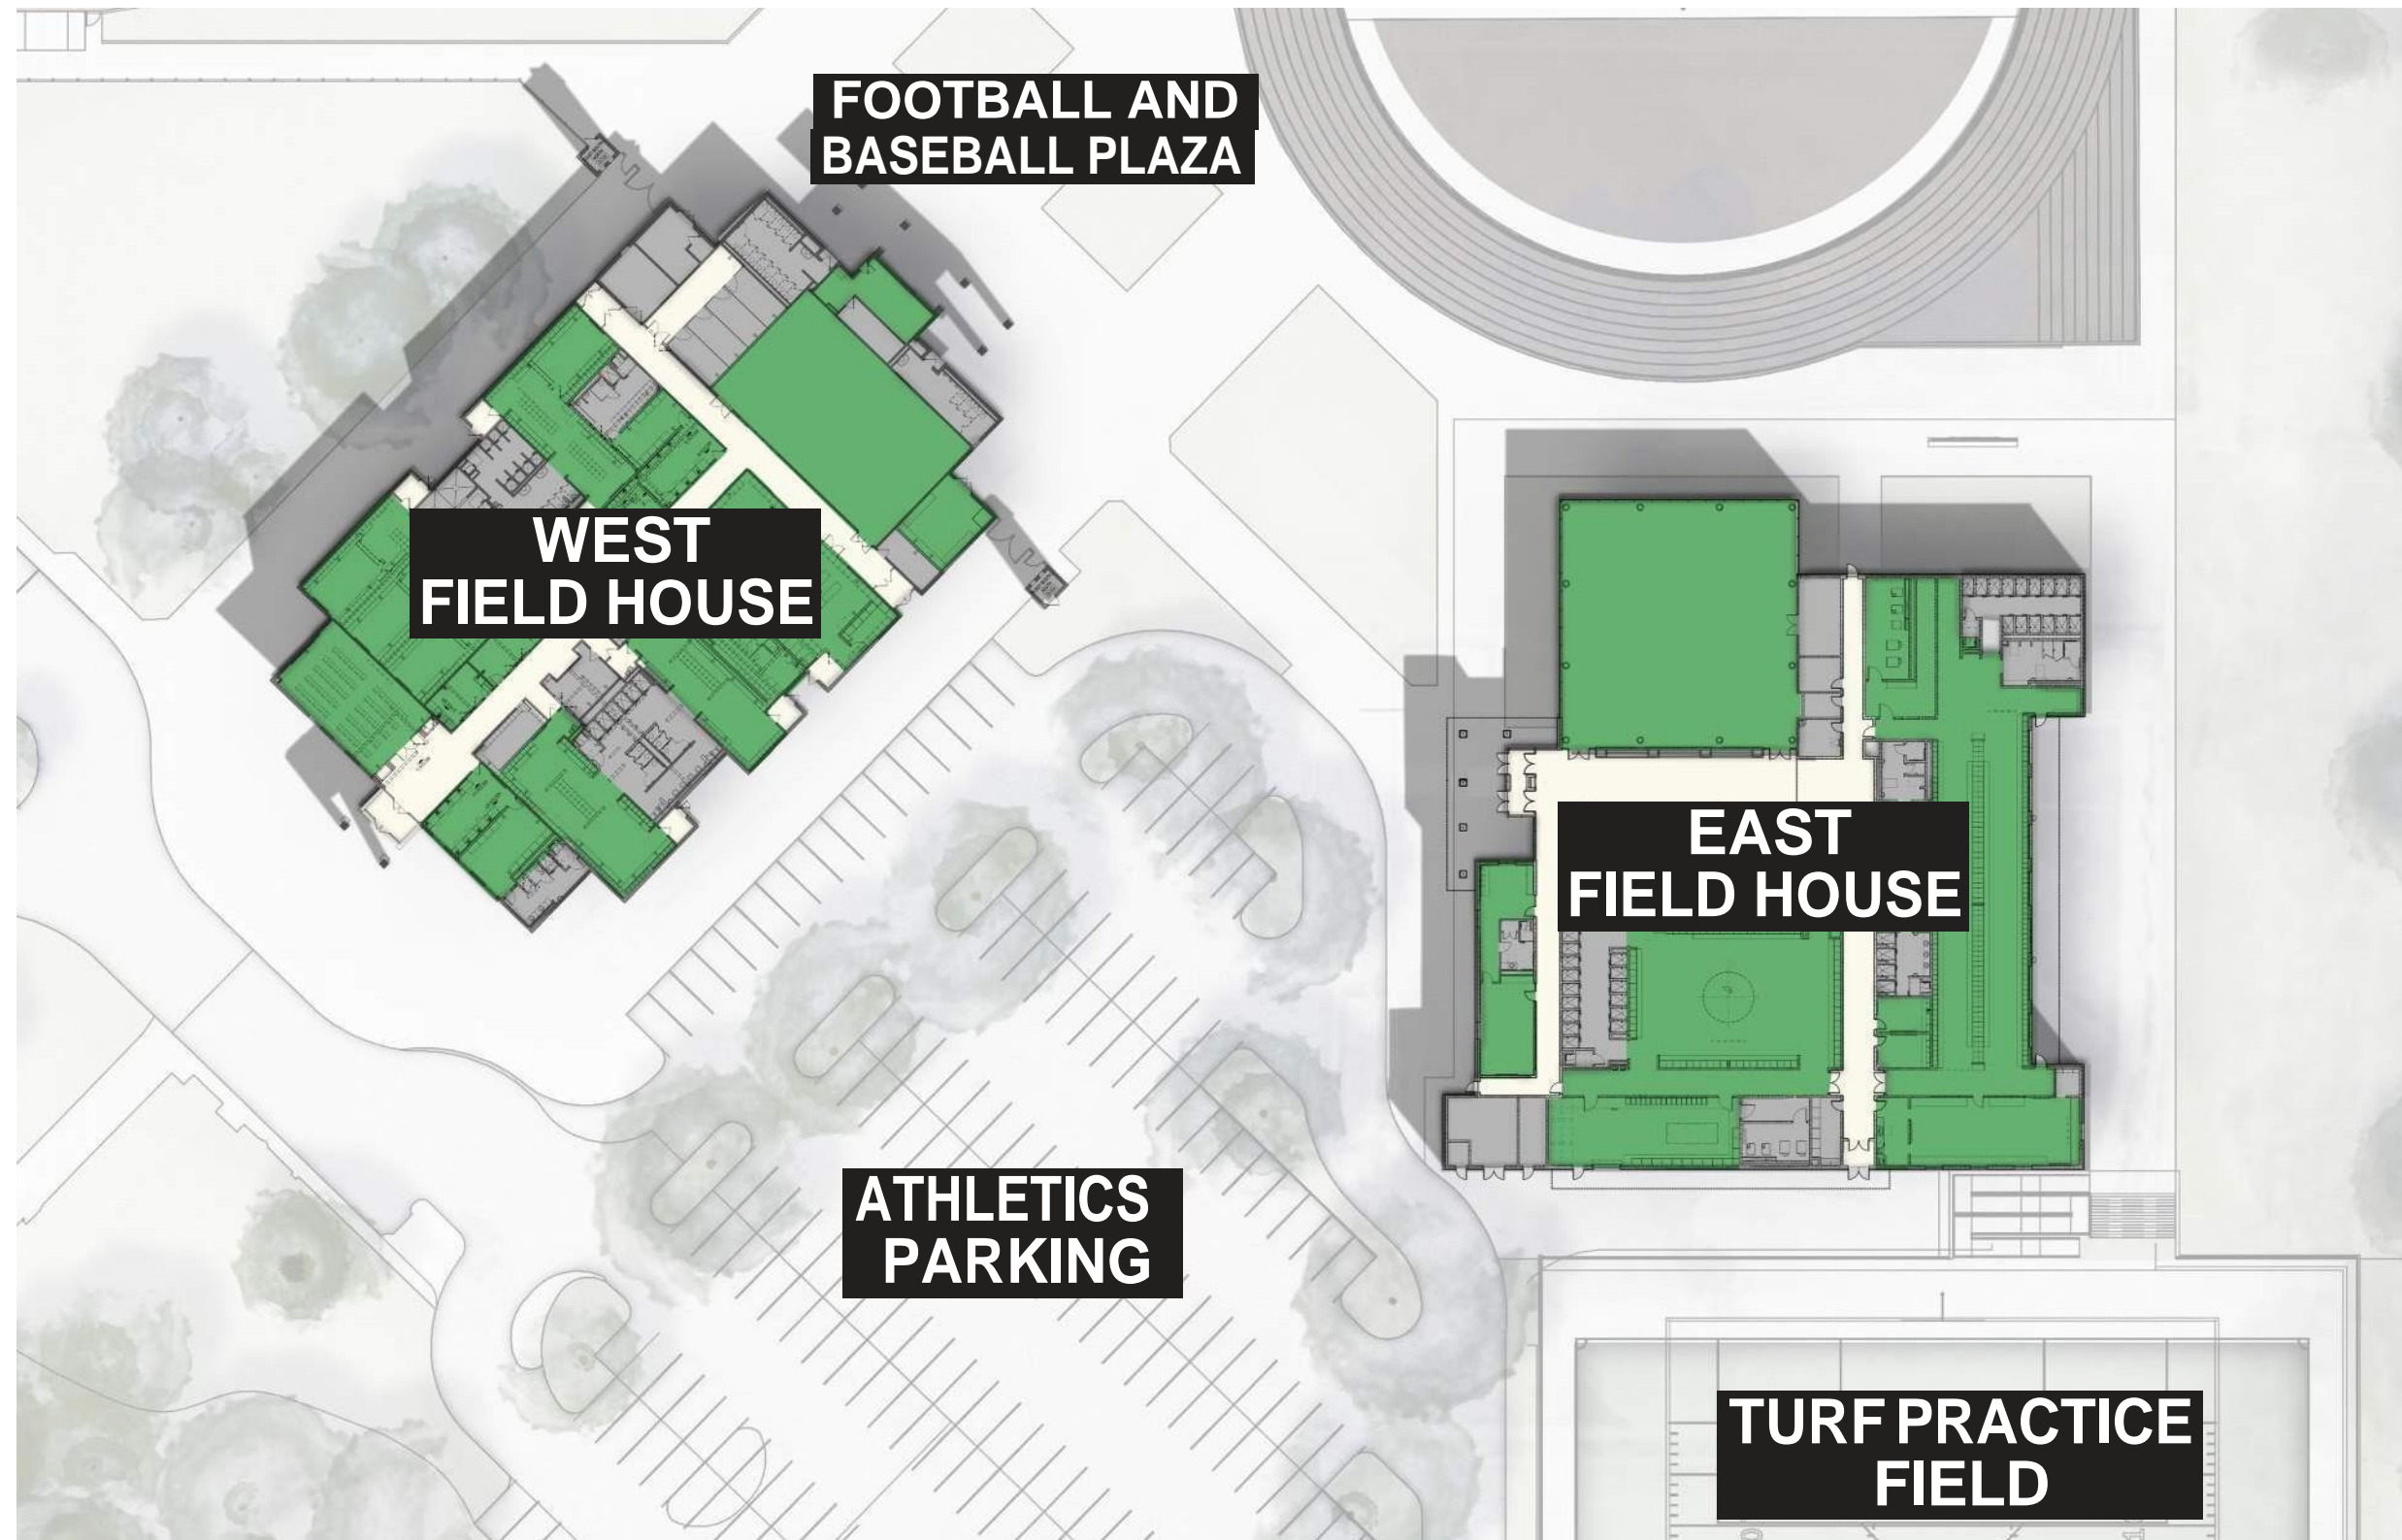 FOOTBALL AND
BASEBALL PLAZA
WEST
FIELD HOUSE
EAST
FIELD HOUSE
ATHLETICS
PARKING
TURF PRACTICE
FIELD